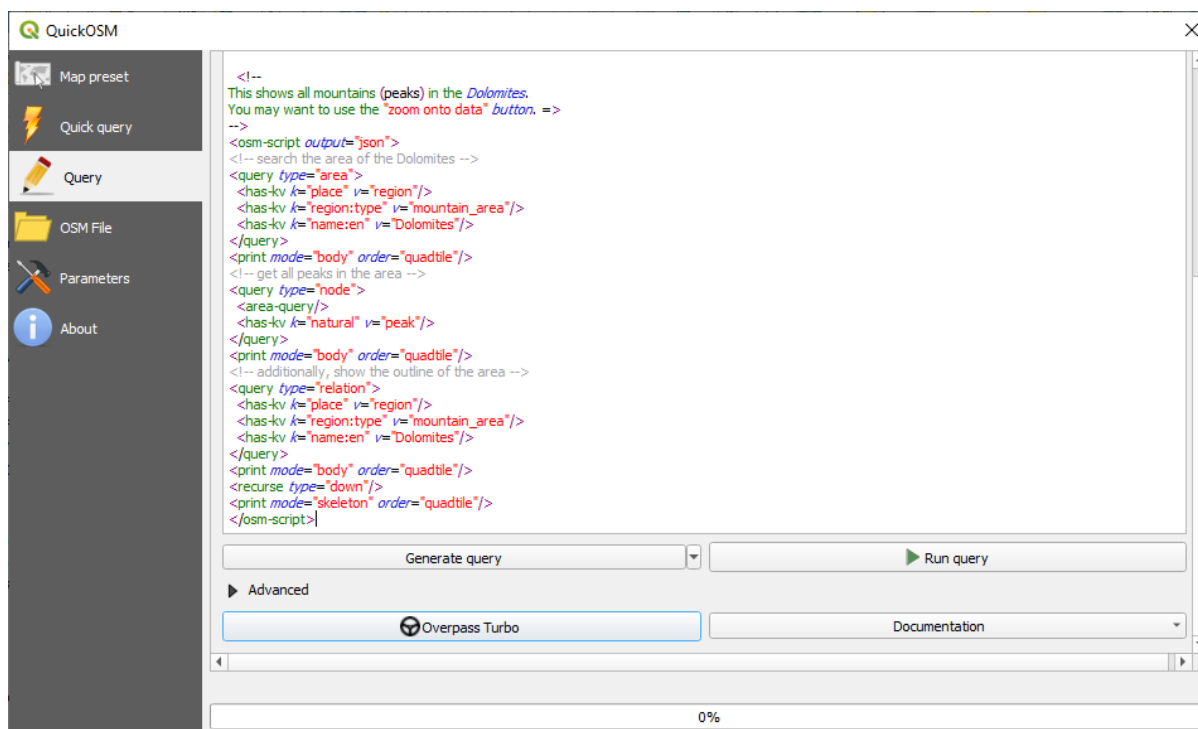 QuickOSM
Map preset
Quick query
Query
OSM File
Parameters
About
<!--
This shows all mountains (peaks) in the Dolomites.
You may want to use the "zoom onto data" button. =>
-->
<osm-script output="json">
<!-- search the area of the Dolomites -->
<query type="area">
<has-kv k="place" v="region"/>
<has-kv k="region:type" v="mountain_area"/>
<has-kv k="name:en" v="Dolomites"/>
</query>
<print mode="body" order="quadtile"/>
<!-- get all peaks in the area -->
<query type="node">
<area-query/>
<has-kv k="natural" v="peak"/>
</query>
<print mode="body" order="quadtile"/>
<!-- additionally, show the outline of the area -->
<query type="relation">
<has-kv k="place" v="region"/>
<has-kv k="region:type" v="mountain_area"/>
<has-kv k="name:en" v="Dolomites"/>
</query>
<print mode="body" order="quadtile"/>
<recurse type="down"/>
<print mode="skeleton" order="quadtile"/>
</osm-script>
Generate query
Run query
Advanced
Overpass Turbo
Documentation
0%